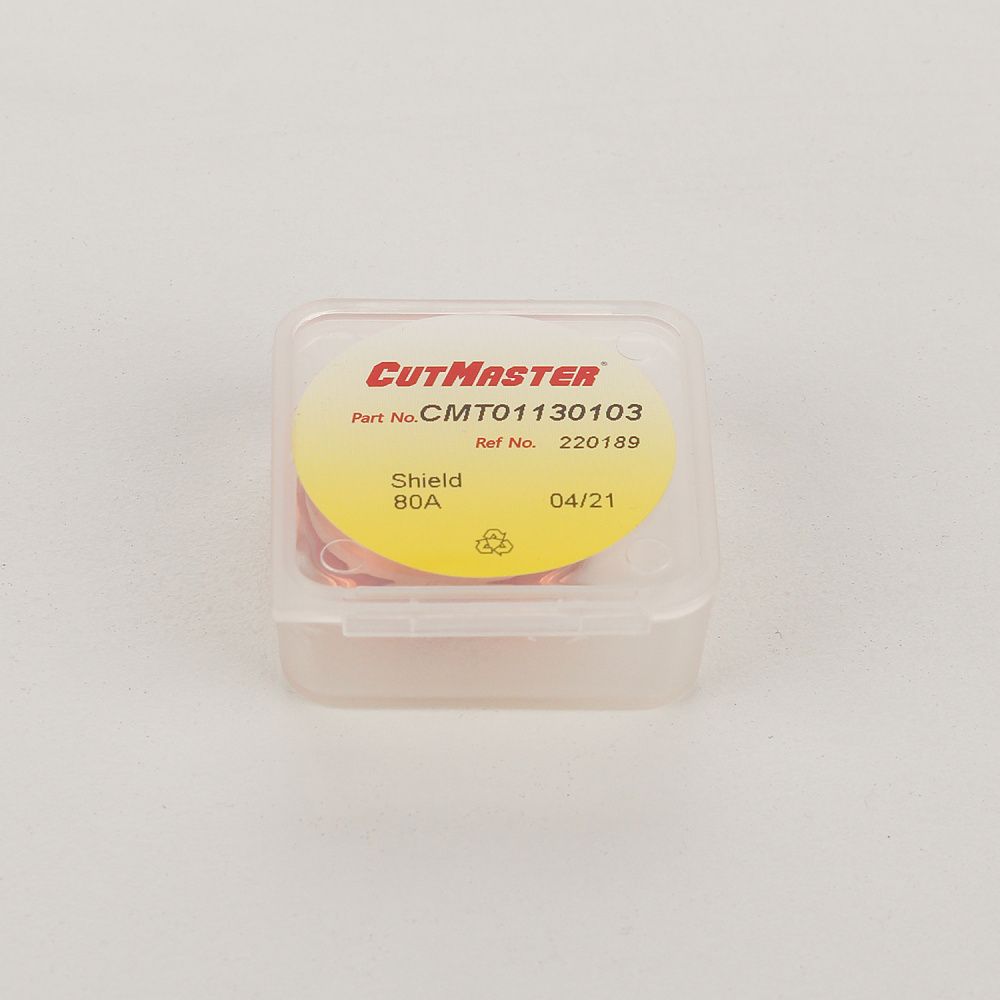 CUTMASTER®
Part No. CMT01130103
Ref No. 220189
Shield
80A 04/21